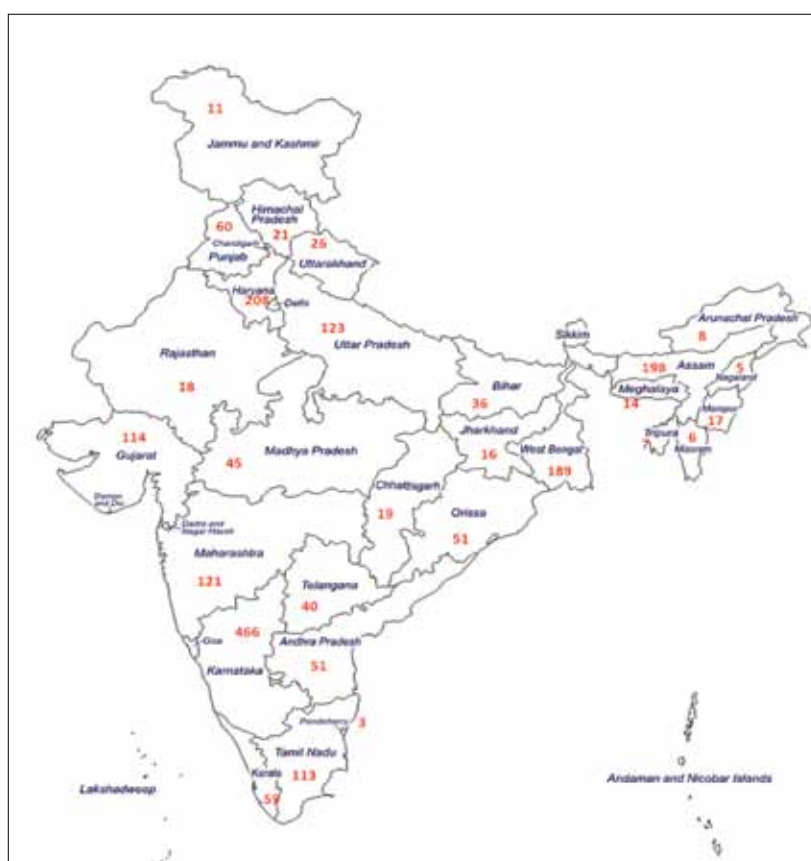 11
Jammu and Kashmir
Himachal
Pradesh
21
60
Chandigarh
Punjab
26
Uttarakhand
Haryana
208
Delhi
Arunachal Pradesh
8
123
Uttar Pradesh
Sikkim
Rajasthan
18
198
Assam
5
Nagaland
Bihar
36
Meghalaya
14
Manipur
17
114
Gujarat
Jharkhand
16
Tripura
7
6
Mizoram
45
Madhya Pradesh
West Bengal
189
Chhattisgarh
19
Daman
and Diu
Orissa
51
Dadra and
Nagar Haveli
Maharashtra
121
Telangana
40
466
Goa
Karnataka
Andhra Pradesh
51
Pondicherry
3
Tamil Nadu
113
Kerala
59
Lakshadweep
Andaman and Nicobar Islands